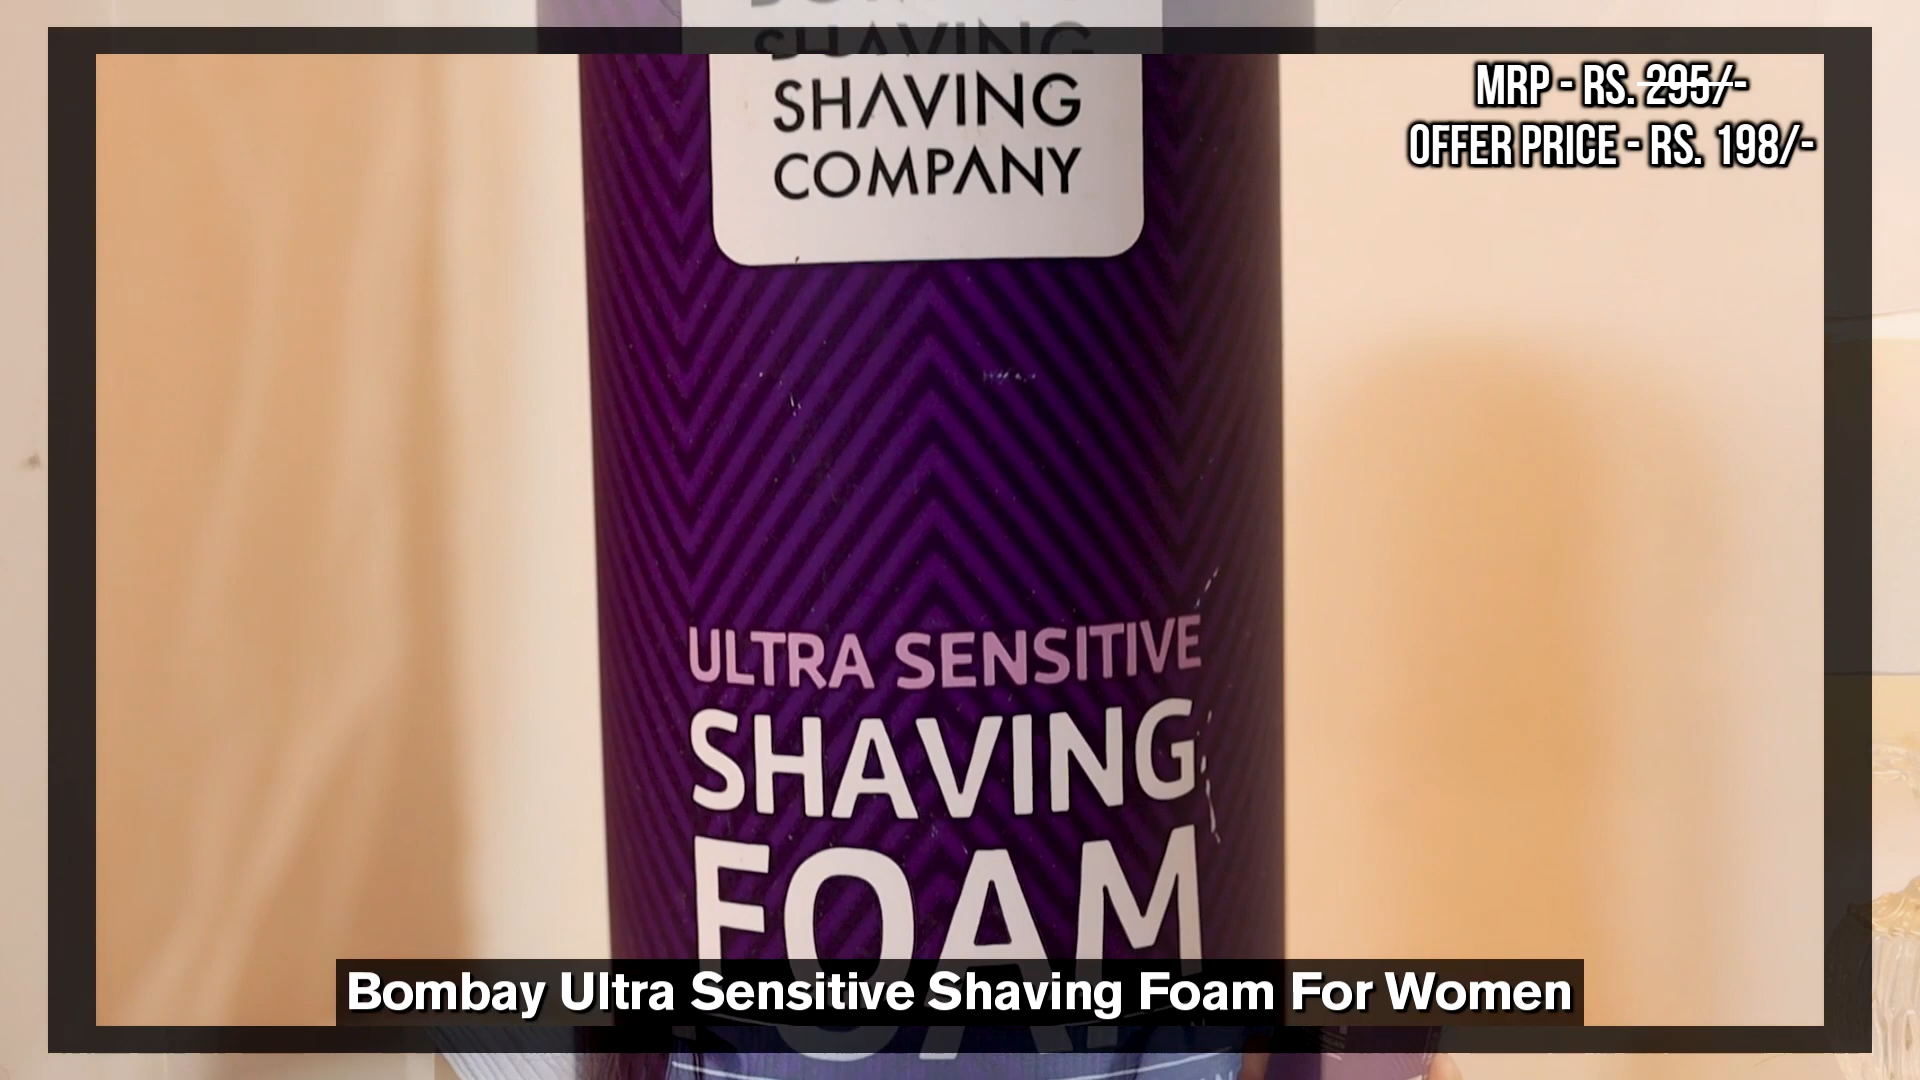 SHAVING
SHAVING
COMPANY
MRP - RS. 295/-
OFFER PRICE - RS. 198/-
ULTRA SENSITIVE
SHAVING
FOAM
Bombay Ultra Sensitive Shaving Foam For Women